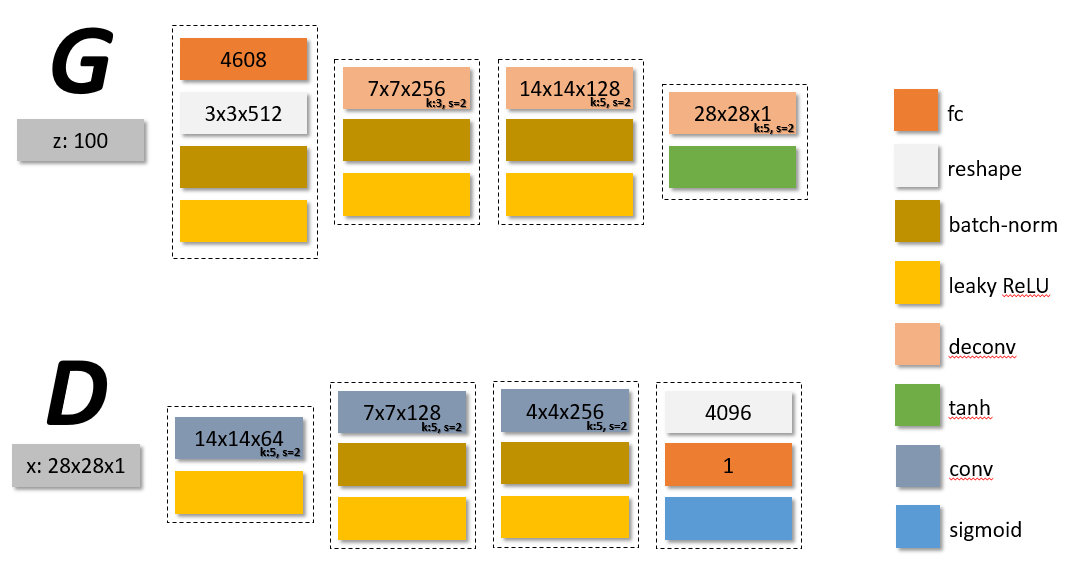 G
z: 100
4608
3x3x512
7x7x256
k:3, s=2
14x14x128
k:5, s=2
28x28x1
k:5, s=2
D
x: 28x28x1
14x14x64
k:5, s=2
7x7x128
k:5, s=2
4x4x256
k:5, s=2
4096
1
fc
reshape
batch-norm
leaky ReLU
deconv
tanh
conv
sigmoid